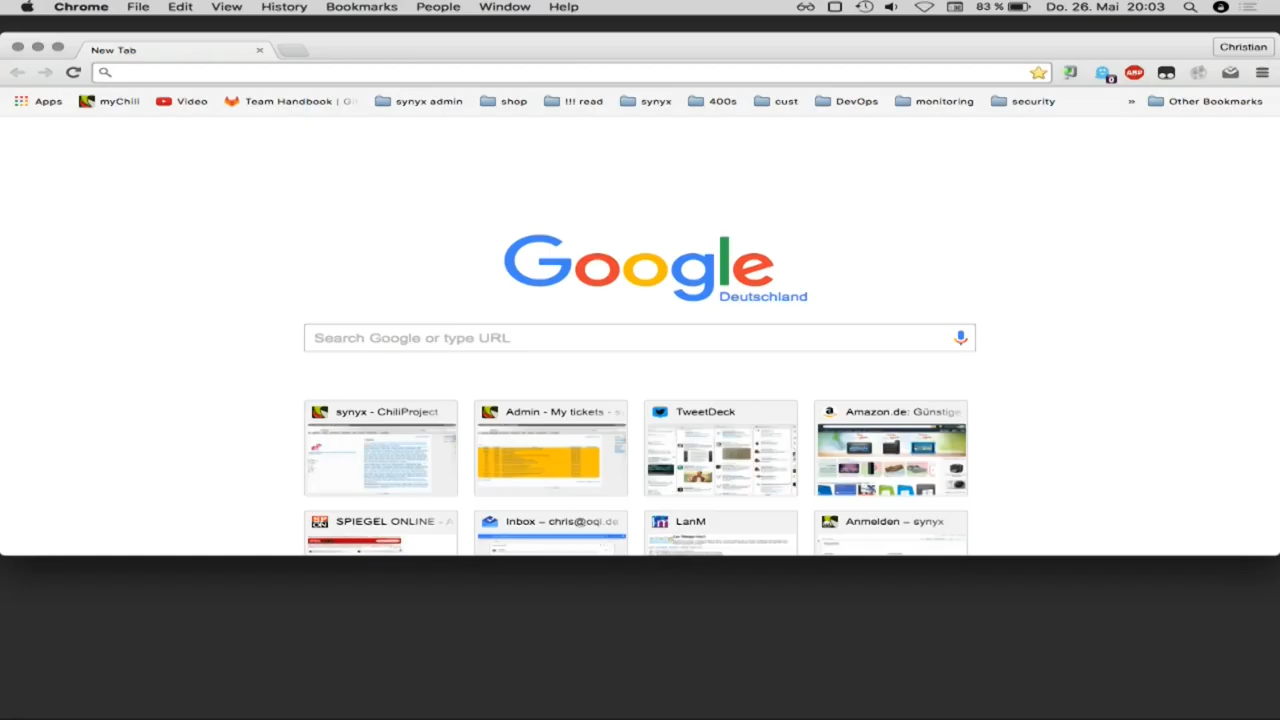 Chrome File Edit View History Bookmarks People Window Help 83 % Do. 26. Mai 20:03
New Tab Christian
Apps myChili Video Team Handbook | Gi synyx admin shop !!! read synyx 400s cust DevOps monitoring security » Other Bookmarks
Google
Deutschland
Search Google or type URL
synyx - ChiliProject Admin - My tickets - s TweetDeck Amazon.de: Günstige
SPIEGEL ONLINE - A Inbox – chris@oqi.de LanM Anmelden – synyx